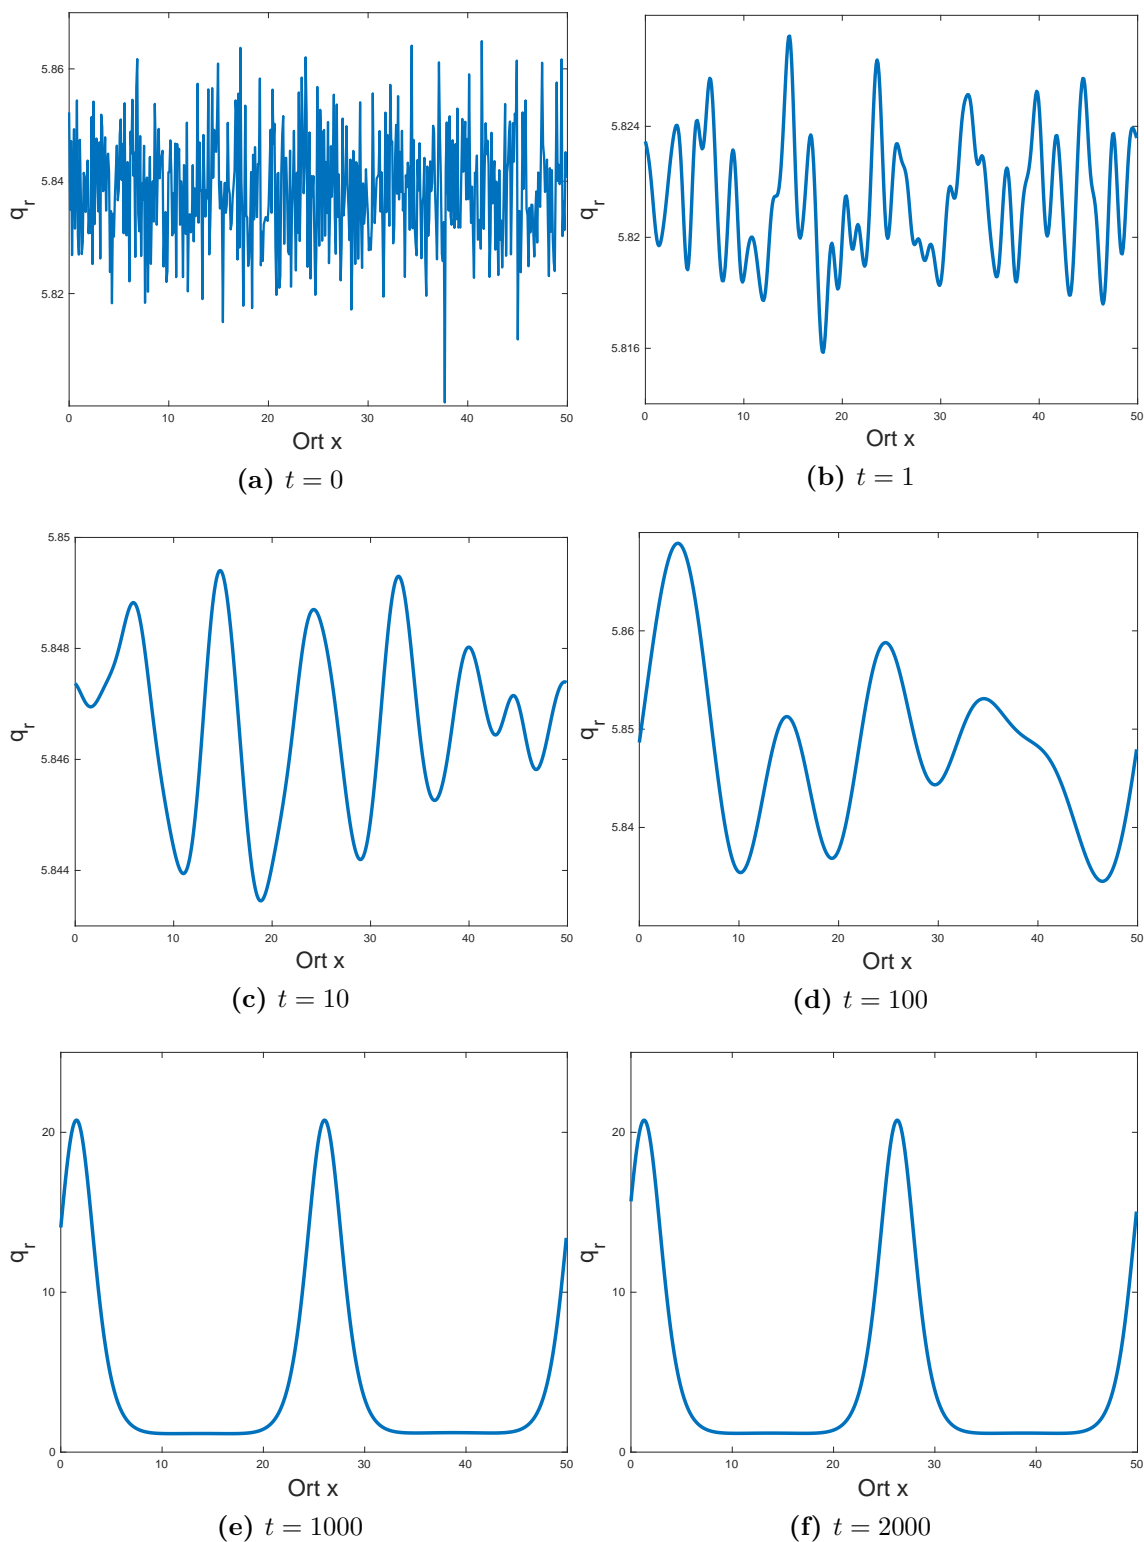 5.86
5.84
5.82
q_r
0 10 20 30 40 50
Ort x
(a) t = 0
5.824
5.82
5.816
q_r
0 10 20 30 40 50
Ort x
(b) t = 1
5.85
5.848
5.846
5.844
q_r
0 10 20 30 40 50
Ort x
(c) t = 10
5.86
5.85
5.84
q_r
0 10 20 30 40 50
Ort x
(d) t = 100
20
10
0
q_r
0 10 20 30 40 50
Ort x
(e) t = 1000
20
10
0
q_r
0 10 20 30 40 50
Ort x
(f) t = 2000